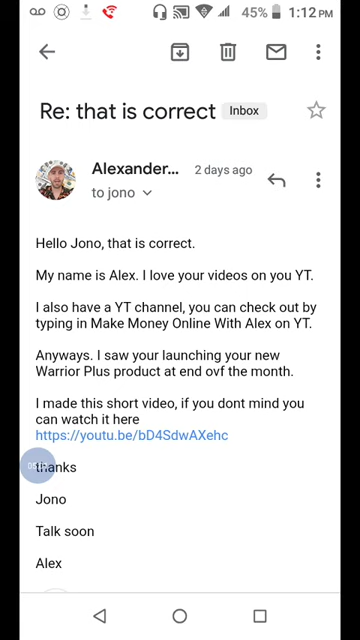 45% 1:12 PM
Re: that is correct Inbox
Alexander... 2 days ago
to jono
Hello Jono, that is correct.
My name is Alex. I love your videos on you YT.
I also have a YT channel, you can check out by
typing in Make Money Online With Alex on YT.
Anyways. I saw your launching your new
Warrior Plus product at end ovf the month.
I made this short video, if you dont mind you
can watch it here
https://youtu.be/bD4SdwAXehc
thanks
Jono
Talk soon
Alex